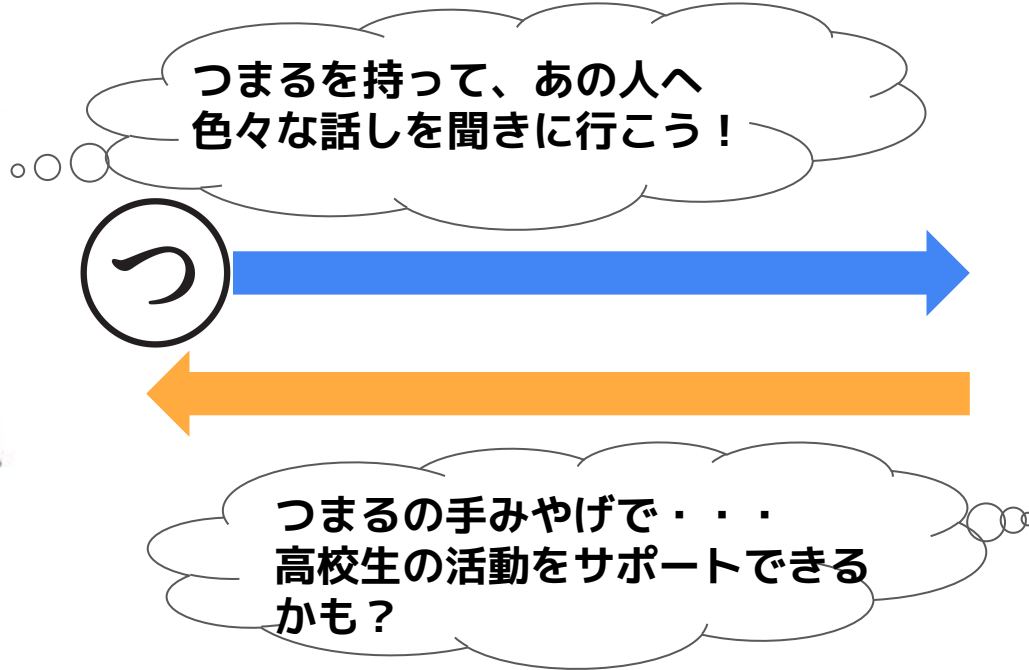 つまるを持って、あの人へ
色々な話しを聞きに行こう！
つ
つまるの手みやげで・・・
高校生の活動をサポートできる
かも？